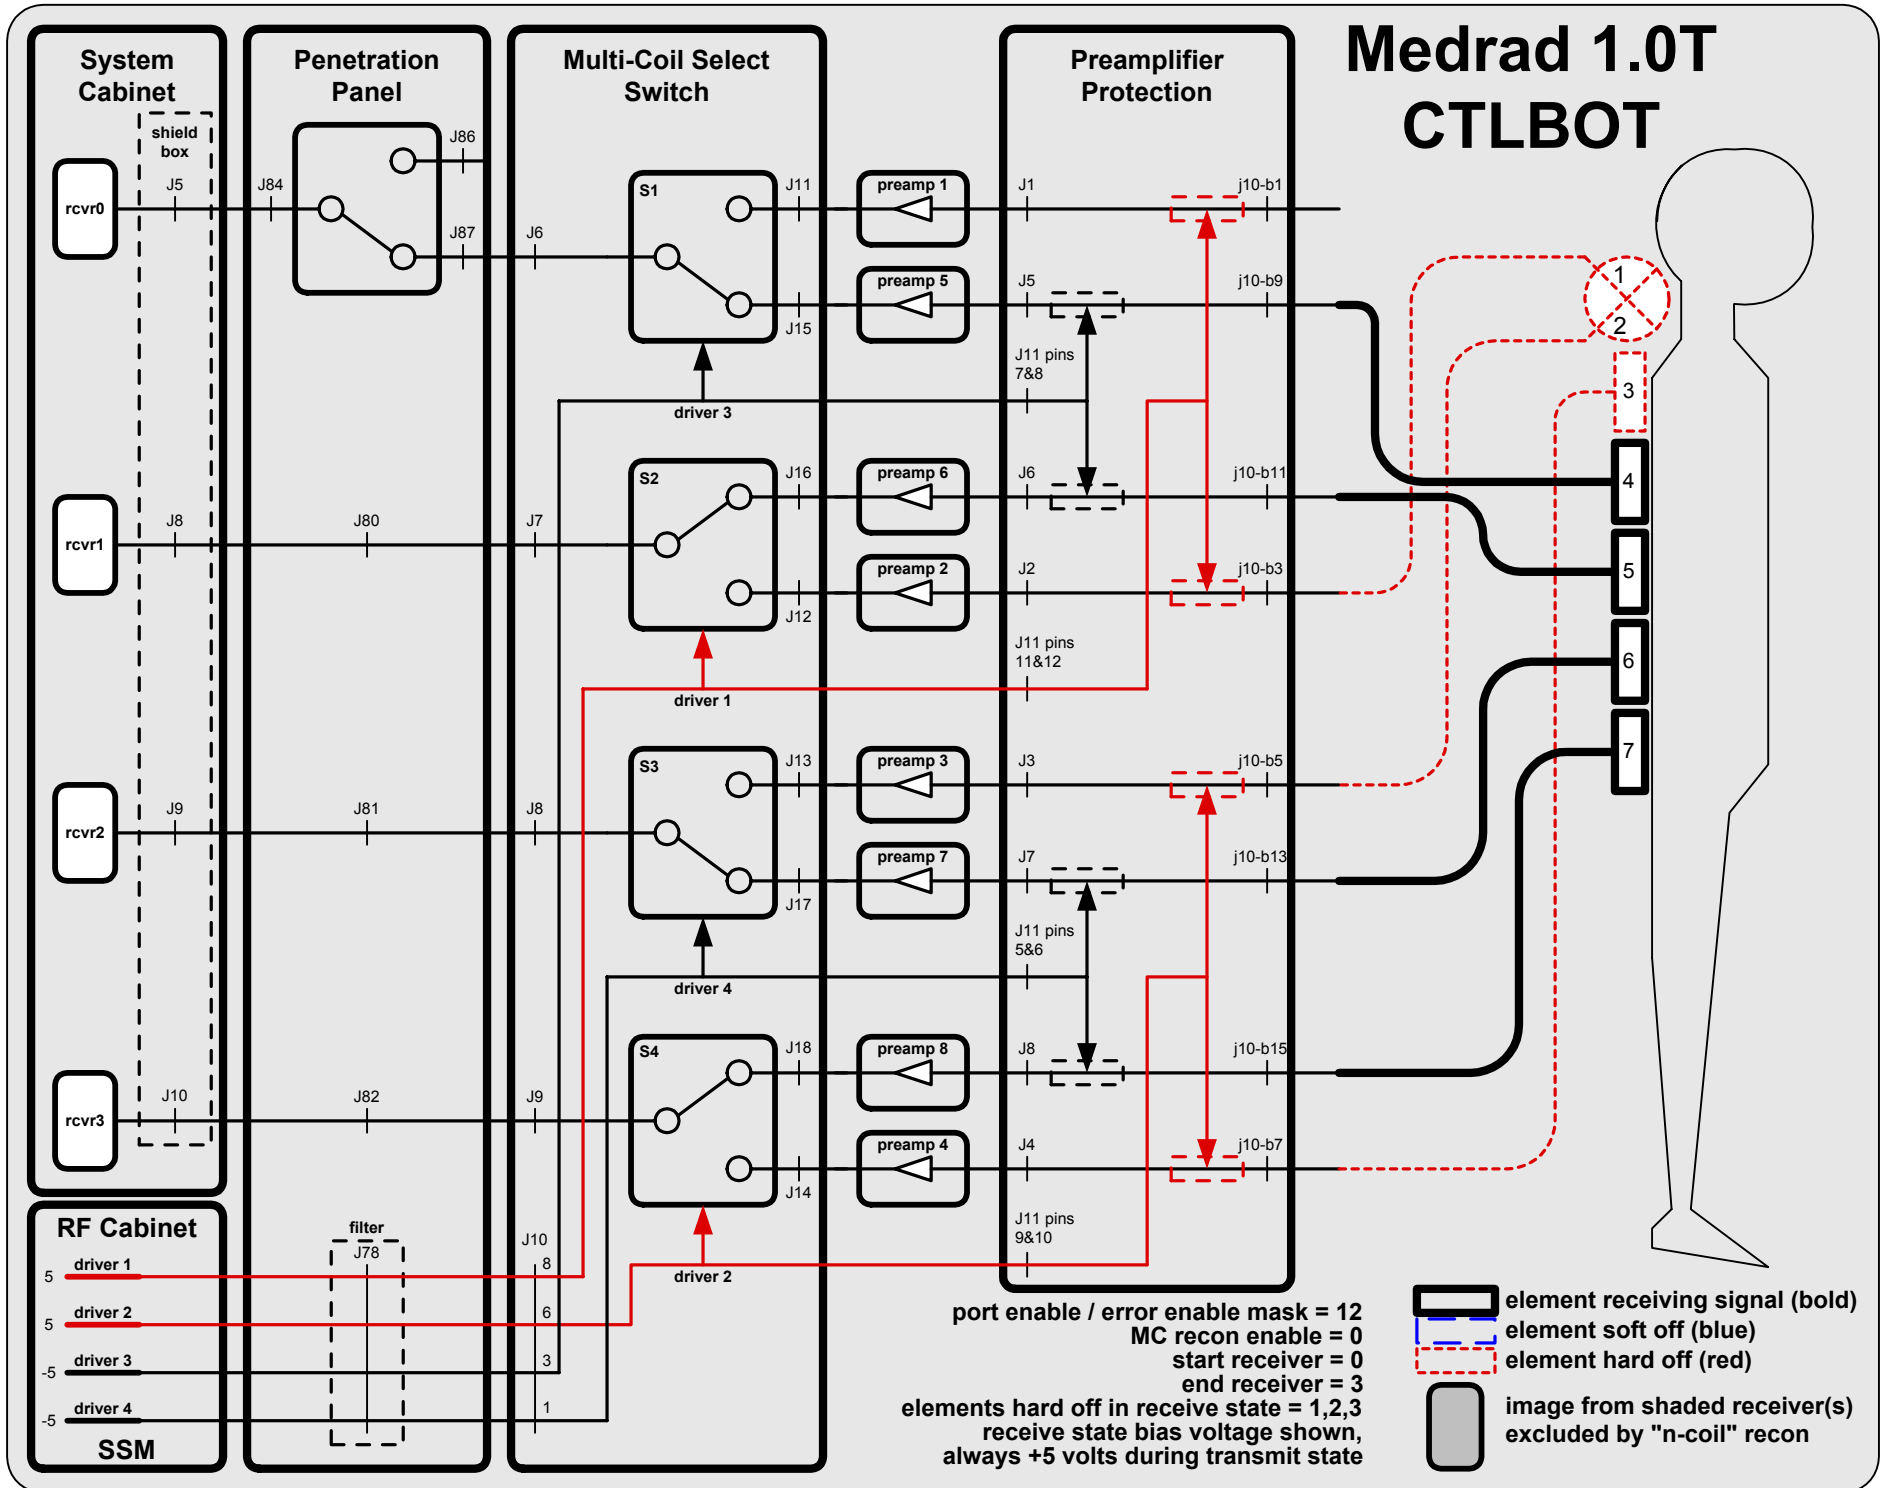 Medrad 1.0T
CTLBOT
System
Cabinet
Penetration
Panel
Multi-Coil Select
Switch
Preamplifier
Protection
shield
box
rcvr0
J5
J84
J86
J87
J6
S1
J11
J15
preamp 1
preamp 5
J1
J5
j10-b1
j10-b9
J11 pins
7&8
driver 3
rcvr1
J8
J80
J7
S2
J16
J12
preamp 6
preamp 2
J6
J2
j10-b11
j10-b3
J11 pins
11&12
driver 1
rcvr2
J9
J81
J8
S3
J13
J17
preamp 3
preamp 7
J3
J7
j10-b5
j10-b13
J11 pins
5&6
driver 4
rcvr3
J10
J82
J9
S4
J18
J14
preamp 8
preamp 4
J8
J4
j10-b15
j10-b7
J11 pins
9&10
driver 2
1
2
3
4
5
6
7
RF Cabinet
5 driver 1
5 driver 2
-5 driver 3
-5 driver 4
SSM
filter
J78
J10
8
6
3
1
port enable / error enable mask = 12
MC recon enable = 0
start receiver = 0
end receiver = 3
elements hard off in receive state = 1,2,3
receive state bias voltage shown,
always +5 volts during transmit state
element receiving signal (bold)
element soft off (blue)
element hard off (red)
image from shaded receiver(s)
excluded by "n-coil" recon